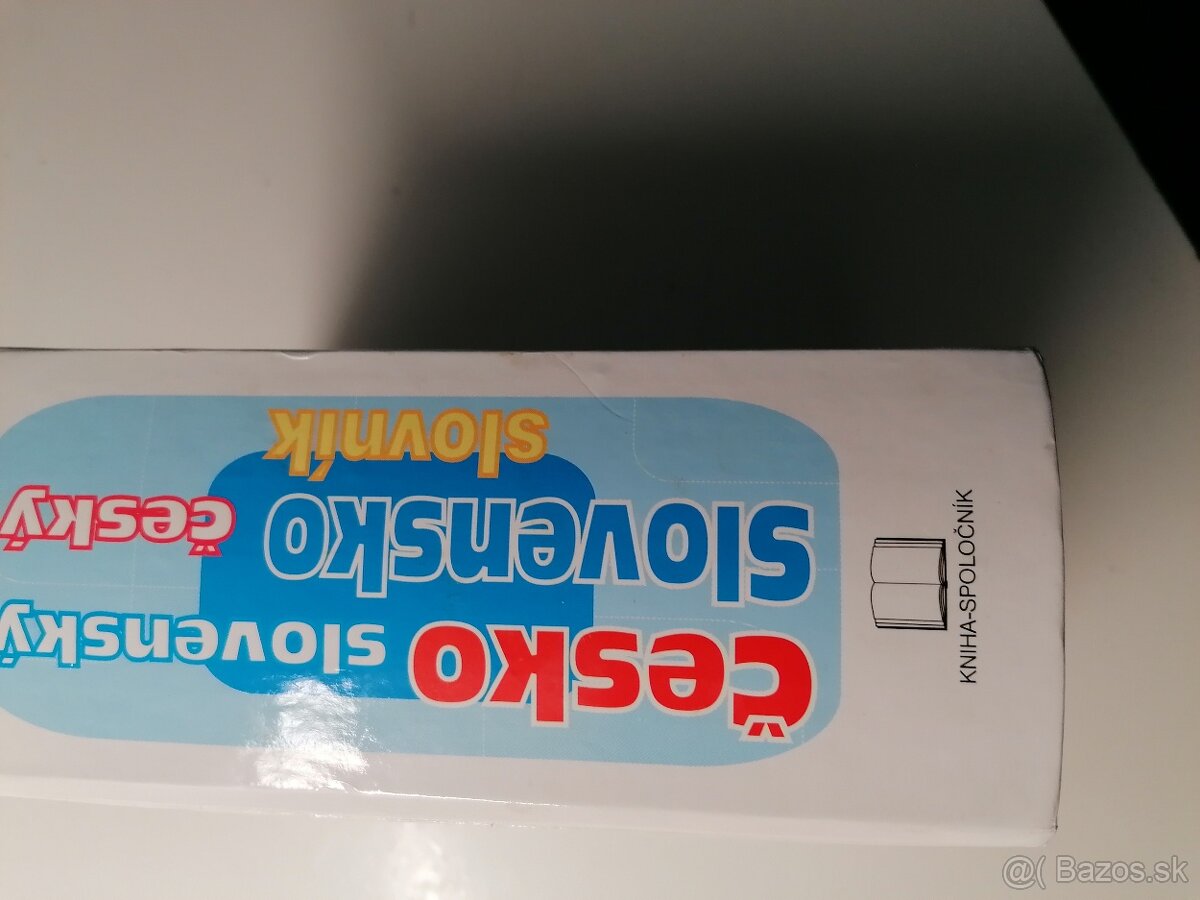 Česko slovenský
Slovensko český
slovník
KNIHA-SPOLOČNÍK
@( Bazos.sk